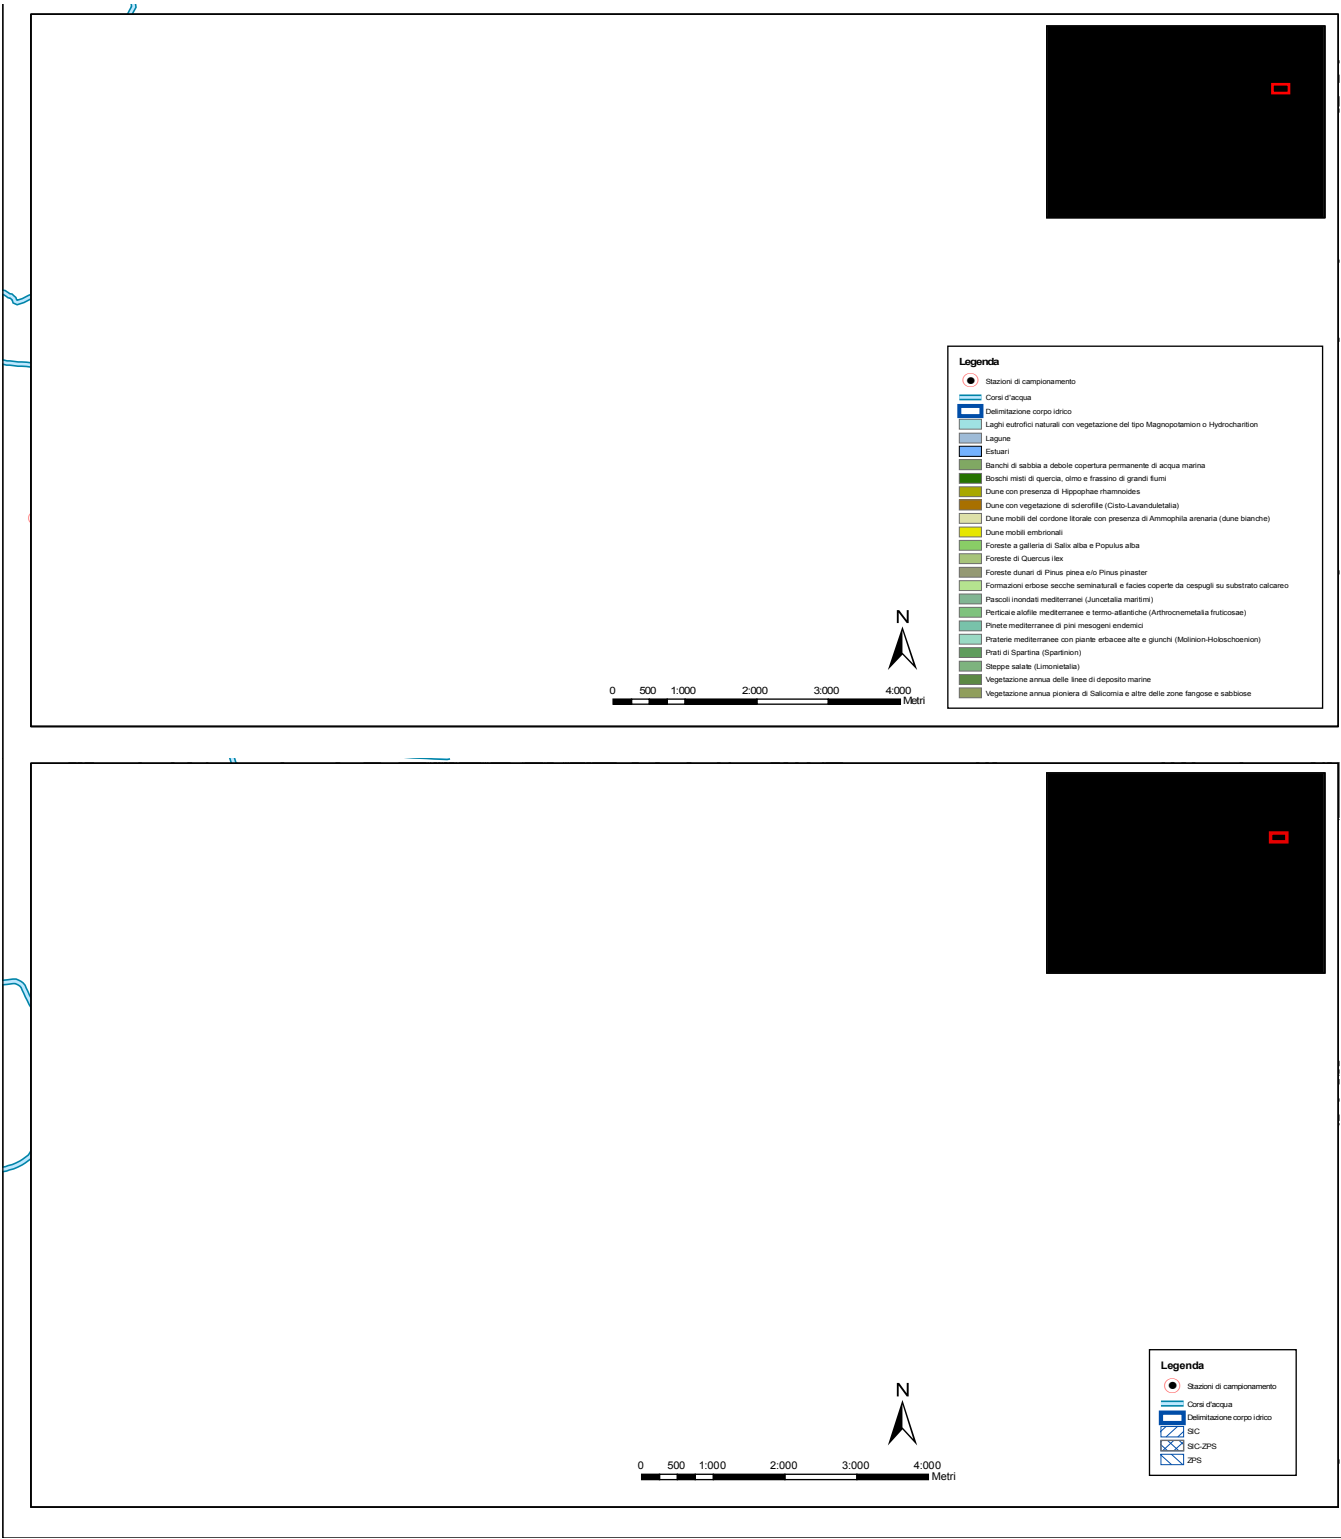 Legenda
Stazioni di campionamento
Corsi d'acqua
Delimitazione corpo idrico
Laghi eutrofici naturali con vegetazione del tipo Magnopotamion o Hydrocharition
Lagune
Estuari
Banchi di sabbia a debole copertura permanente di acqua marina
Boschi misti di quercia, olmo e frassino di grandi fiumi
Dune con presenza di Hippophae rhamnoides
Dune con vegetazione di sclerofille (Cisto-Lavanduletalia)
Dune mobili del cordone litorale con presenza di Ammophila arenaria (dune bianche)
Dune mobili embrionali
Foreste a galleria di Salix alba e Populus alba
Foreste di Quercus ilex
Foreste dunari di Pinus pinea e/o Pinus pinaster
Formazioni erbose secche seminaturali e facies coperte da cespugli su substrato calcareo
Pascoli inondati mediterranei (Juncetalia maritimi)
Perticaie alofile mediterranee e termo-atlantiche (Arthrocnemetalia fruticosae)
Pinete mediterranee di pini mesogeni endemici
Praterie mediterranee con piante erbacee alte e giunchi (Molinion-Holoschoenion)
Prati di Spartina (Spartinion)
Steppe salate (Limonietalia)
Vegetazione annua delle linee di deposito marine
Vegetazione annua pioniera di Salicornia e altre delle zone fangose e sabbiose
N
0 500 1:000 2:000 3:000 4:000
Metri
Legenda
Stazioni di campionamento
Corsi d'acqua
Delimitazione corpo idrico
SIC
SIC-ZPS
ZPS
N
0 500 1:000 2:000 3:000 4:000
Metri